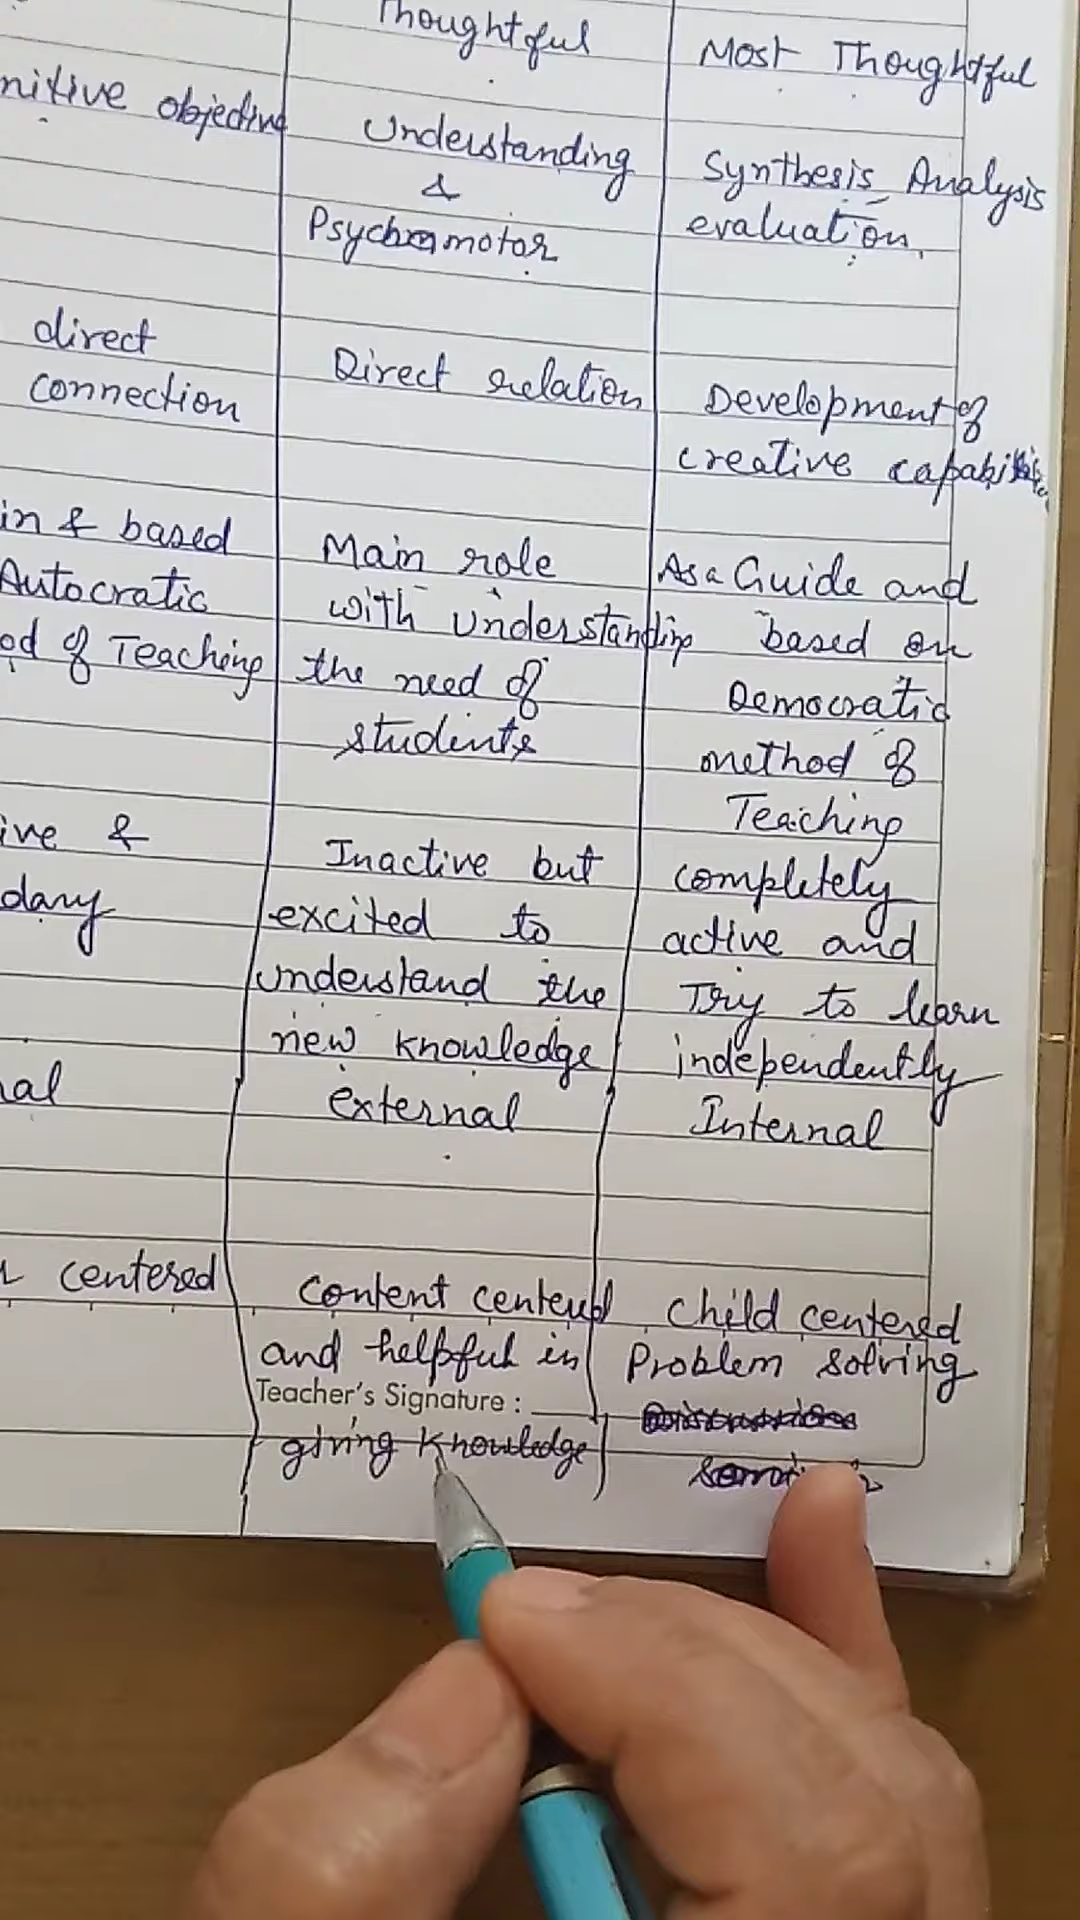 Thoughtful
Most Thoughtful
nitive objective
Understanding
&
Psychomotor
Synthesis Analysis
evaluation
direct
connection
Direct relation
Development of
creative
in & based
Autocratic
od of Teaching
Main role
with understanding
the need of
students
As a Guide and
based on
Democratic
method of
Teaching
ive &
dary
Inactive but
excited to
understand the
new knowledge
completely
active and
Try to learn
independently
nal
external
Internal
centered
Content centered
and helpful in
Teacher's Signature :
giving knowledge
Child centered
Problem solving